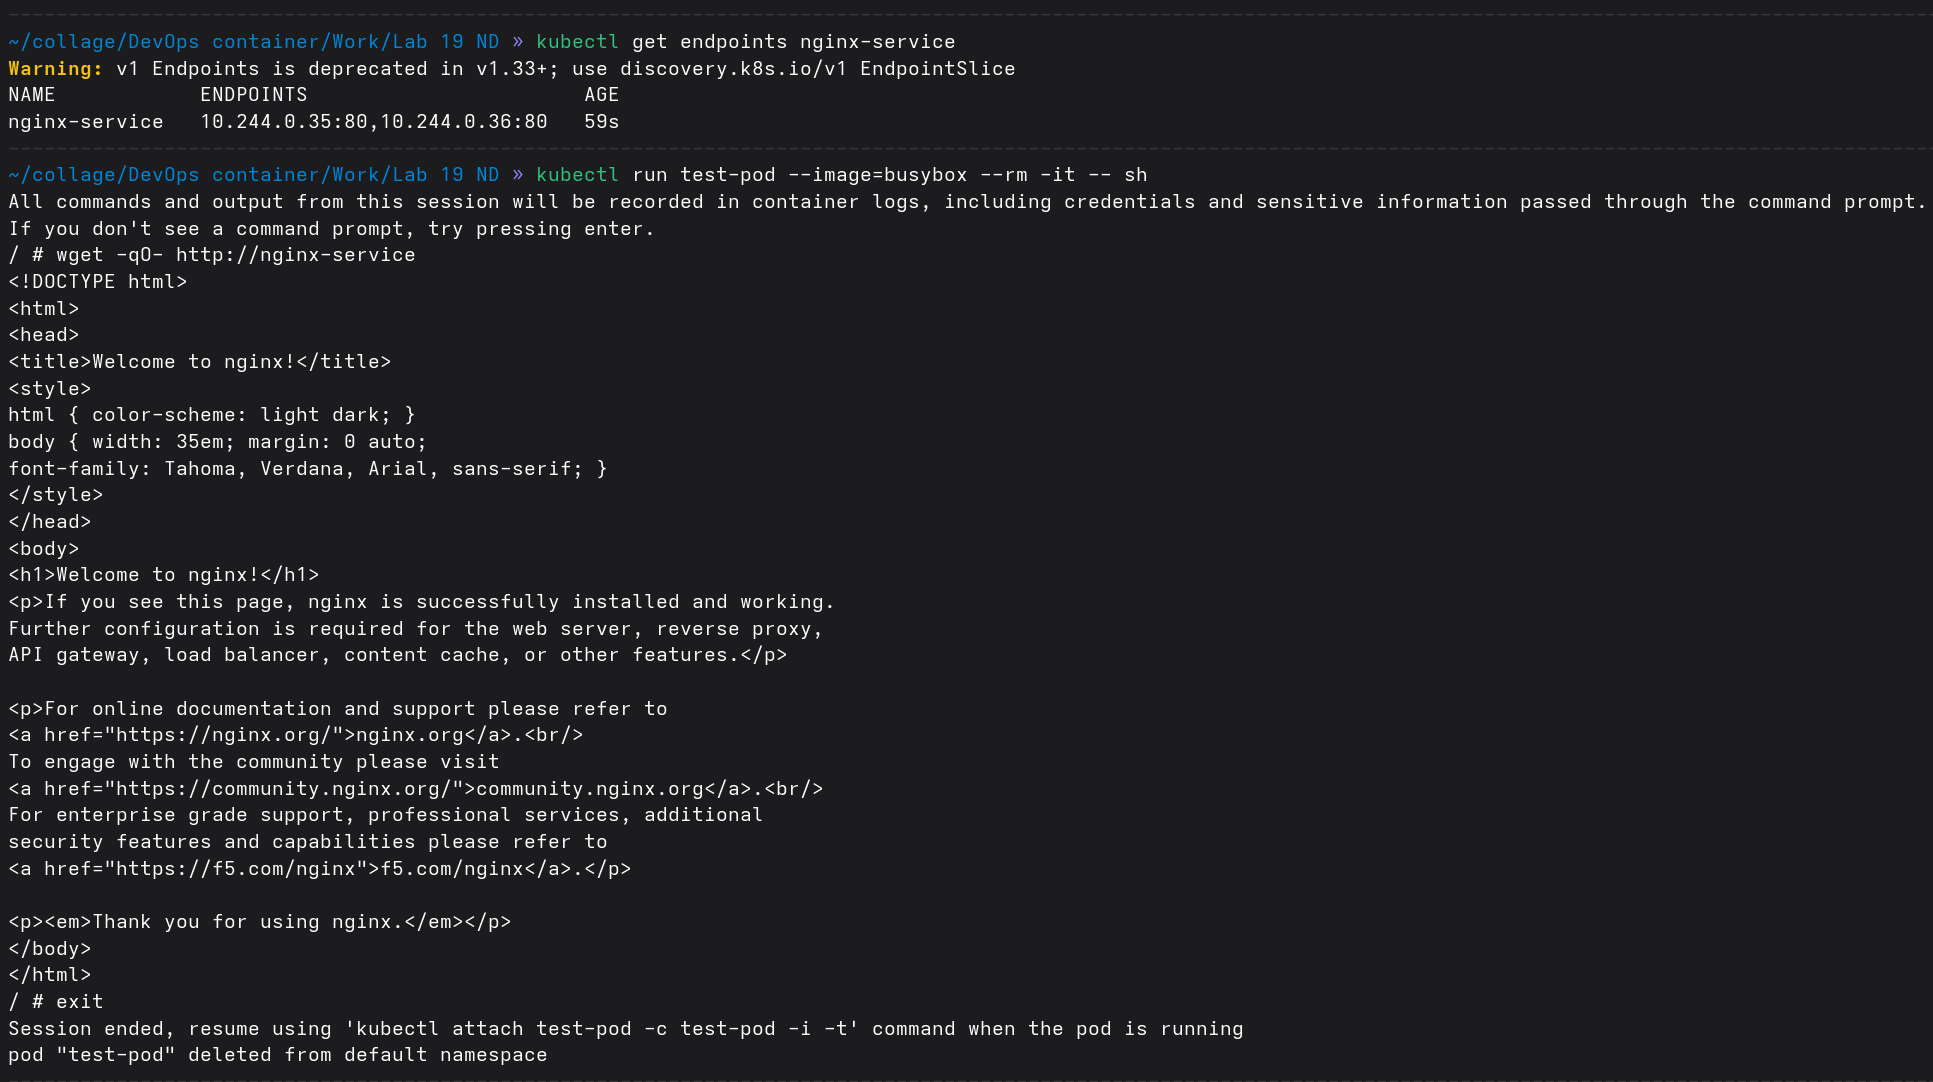 ~/collage/DevOps container/Work/Lab 19 ND » kubectl get endpoints nginx-service
Warning: v1 Endpoints is deprecated in v1.33+; use discovery.k8s.io/v1 EndpointSlice
NAME            ENDPOINTS                       AGE
nginx-service   10.244.0.35:80,10.244.0.36:80   59s
~/collage/DevOps container/Work/Lab 19 ND » kubectl run test-pod --image=busybox --rm -it -- sh
All commands and output from this session will be recorded in container logs, including credentials and sensitive information passed through the command prompt.
If you don't see a command prompt, try pressing enter.
/ # wget -qO- http://nginx-service
<!DOCTYPE html>
<html>
<head>
<title>Welcome to nginx!</title>
<style>
html { color-scheme: light dark; }
body { width: 35em; margin: 0 auto;
font-family: Tahoma, Verdana, Arial, sans-serif; }
</style>
</head>
<body>
<h1>Welcome to nginx!</h1>
<p>If you see this page, nginx is successfully installed and working.
Further configuration is required for the web server, reverse proxy,
API gateway, load balancer, content cache, or other features.</p>

<p>For online documentation and support please refer to
<a href="https://nginx.org/">nginx.org</a>.<br/>
To engage with the community please visit
<a href="https://community.nginx.org/">community.nginx.org</a>.<br/>
For enterprise grade support, professional services, additional
security features and capabilities please refer to
<a href="https://f5.com/nginx">f5.com/nginx</a>.</p>

<p><em>Thank you for using nginx.</em></p>
</body>
</html>
/ # exit
Session ended, resume using 'kubectl attach test-pod -c test-pod -i -t' command when the pod is running
pod "test-pod" deleted from default namespace